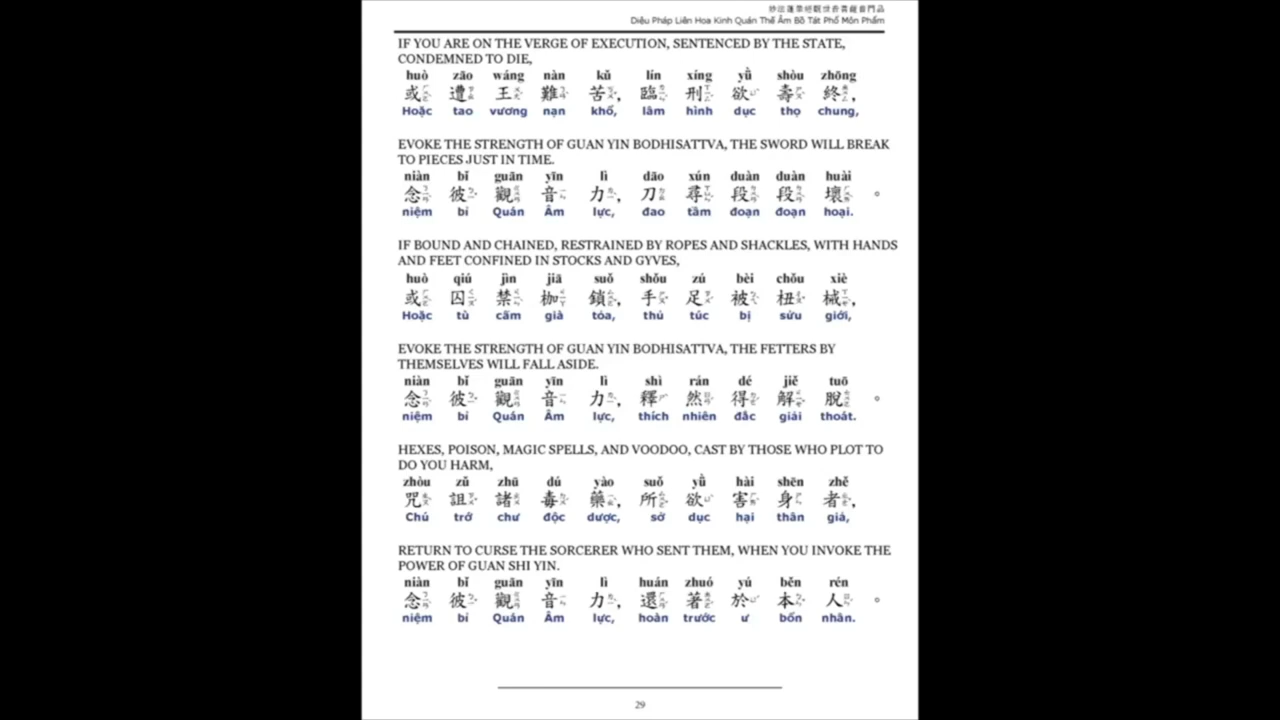 妙法蓮華經觀世音菩薩普門品
Diệu Pháp Liên Hoa Kinh Quán Thế Âm Bồ Tát Phổ Môn Phẩm
IF YOU ARE ON THE VERGE OF EXECUTION, SENTENCED BY THE STATE,
CONDEMNED TO DIE,
huò zāo wáng nàn kǔ lín xíng yǜ shòu zhōng
或 遭 王 難 苦, 臨 刑 欲 壽 終,
Hoặc tao vương nạn khổ, lâm hình dục thọ chung,
EVOKE THE STRENGTH OF GUAN YIN BODHISATTVA, THE SWORD WILL BREAK
TO PIECES JUST IN TIME.
niàn bǐ guān yīn lì dāo xún duàn duàn huài
念 彼 觀 音 力, 刀 尋 段 段 壞 。
niệm bỉ Quán Âm lực, đao tầm đoạn đoạn hoại.
IF BOUND AND CHAINED, RESTRAINED BY ROPES AND SHACKLES, WITH HANDS
AND FEET CONFINED IN STOCKS AND GYVES,
huò qiú jìn jiā suǒ shǒu zú bèi chǒu xiè
或 囚 禁 枷 鎖, 手 足 被 杻 械,
Hoặc tù cấm già tỏa, thủ túc bị sửu giới,
EVOKE THE STRENGTH OF GUAN YIN BODHISATTVA, THE FETTERS BY
THEMSELVES WILL FALL ASIDE.
niàn bǐ guān yīn lì shì rán dé jiě tuō
念 彼 觀 音 力, 釋 然 得 解 脫 。
niệm bỉ Quán Âm lực, thích nhiên đắc giải thoát.
HEXES, POISON, MAGIC SPELLS, AND VOODOO, CAST BY THOSE WHO PLOT TO
DO YOU HARM,
zhòu zǔ zhū dú yào suǒ yǜ hài shēn zhě
咒 詛 諸 毒 藥, 所 欲 害 身 者,
Chú trớ chư độc dược, sở dục hại thân giả,
RETURN TO CURSE THE SORCERER WHO SENT THEM, WHEN YOU INVOKE THE
POWER OF GUAN SHI YIN.
niàn bǐ guān yīn lì huán zhuó yú běn rén
念 彼 觀 音 力, 還 著 於 本 人 。
niệm bỉ Quán Âm lực, hoàn trước ư bổn nhân.
29